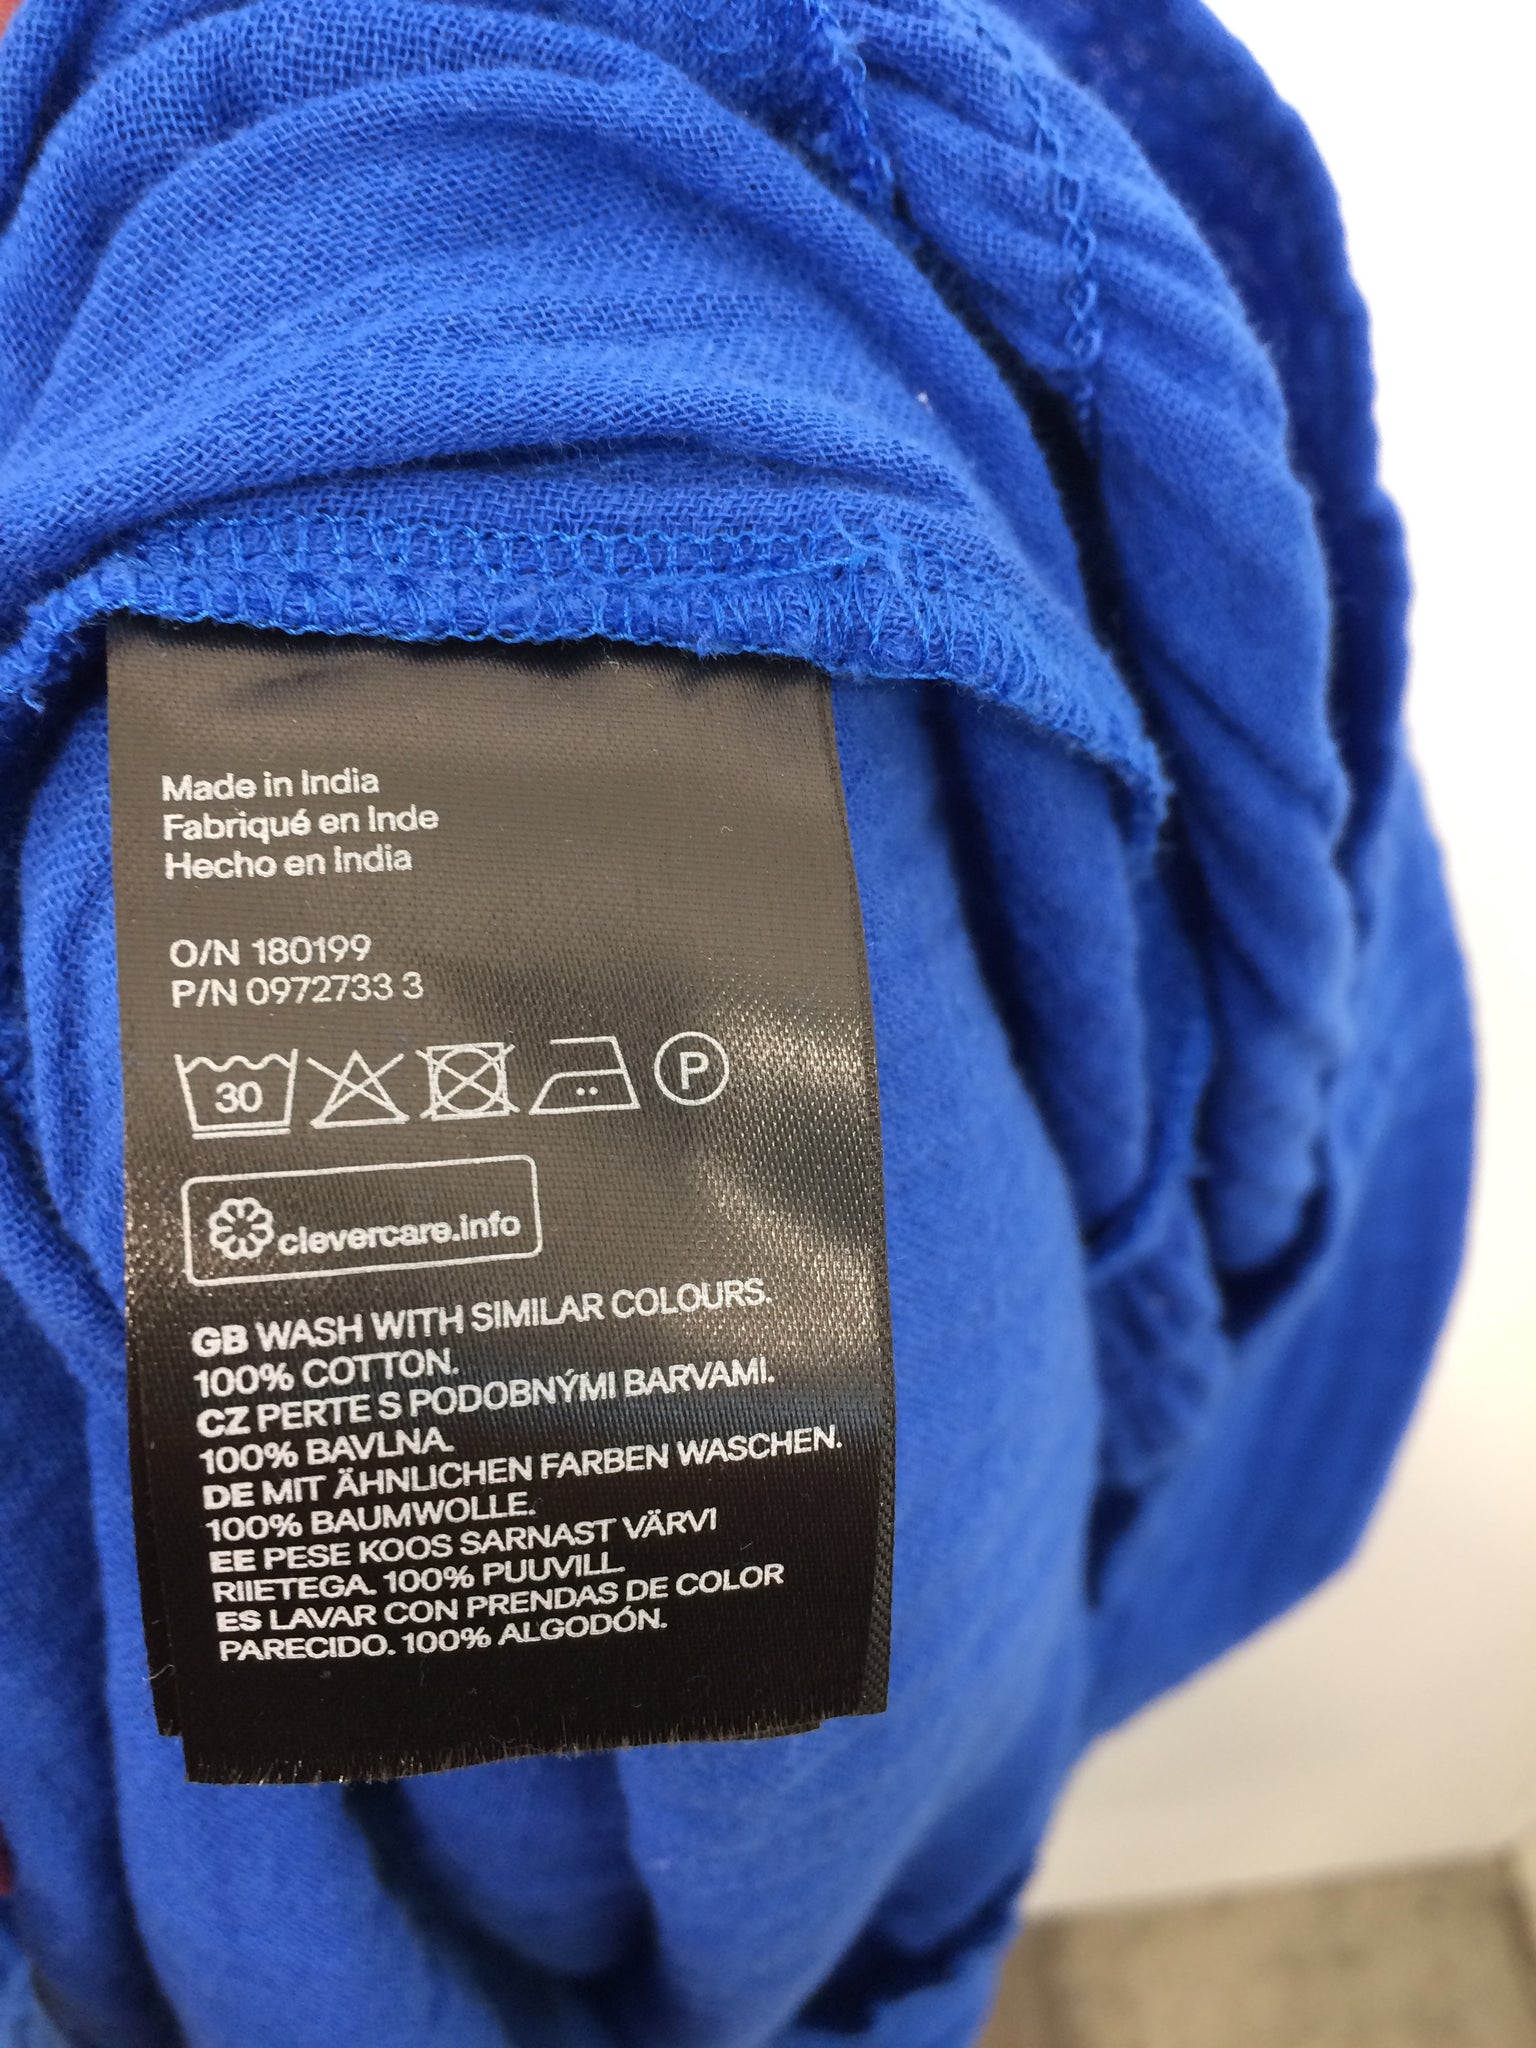 Made in India
Fabriqué en Inde
Hecho en India
O/N 180199
P/N 0972733 3
30 P
clevercare.info
GB WASH WITH SIMILAR COLOURS.
100% COTTON.
CZ PERTE S PODOBNÝMI BARVAMI.
100% BAVLNA.
DE MIT ÄHNLICHEN FARBEN WASCHEN.
100% BAUMWOLLE.
EE PESE KOOS SARNAST VÄRVI
RIIETEGA. 100% PUUVILL.
ES LAVAR CON PRENDAS DE COLOR
PARECIDO. 100% ALGODÓN.